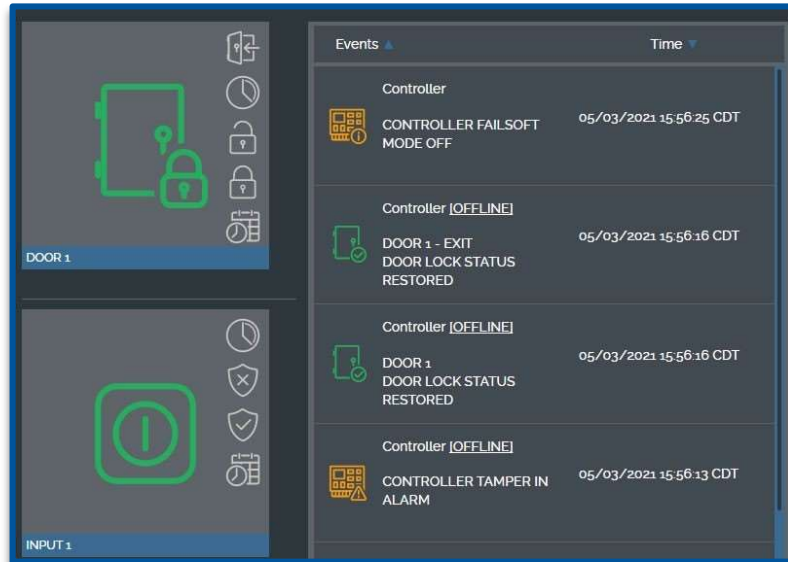 DOOR 1
INPUT 1
Events Time
Controller
CONTROLLER FAILSOFT
MODE OFF
05/03/2021 15:56:25 CDT
Controller [OFFLINE]
DOOR 1 - EXIT
DOOR LOCK STATUS
RESTORED
05/03/2021 15:56:16 CDT
Controller [OFFLINE]
DOOR 1
DOOR LOCK STATUS
RESTORED
05/03/2021 15:56:16 CDT
Controller [OFFLINE]
CONTROLLER TAMPER IN
ALARM
05/03/2021 15:56:13 CDT